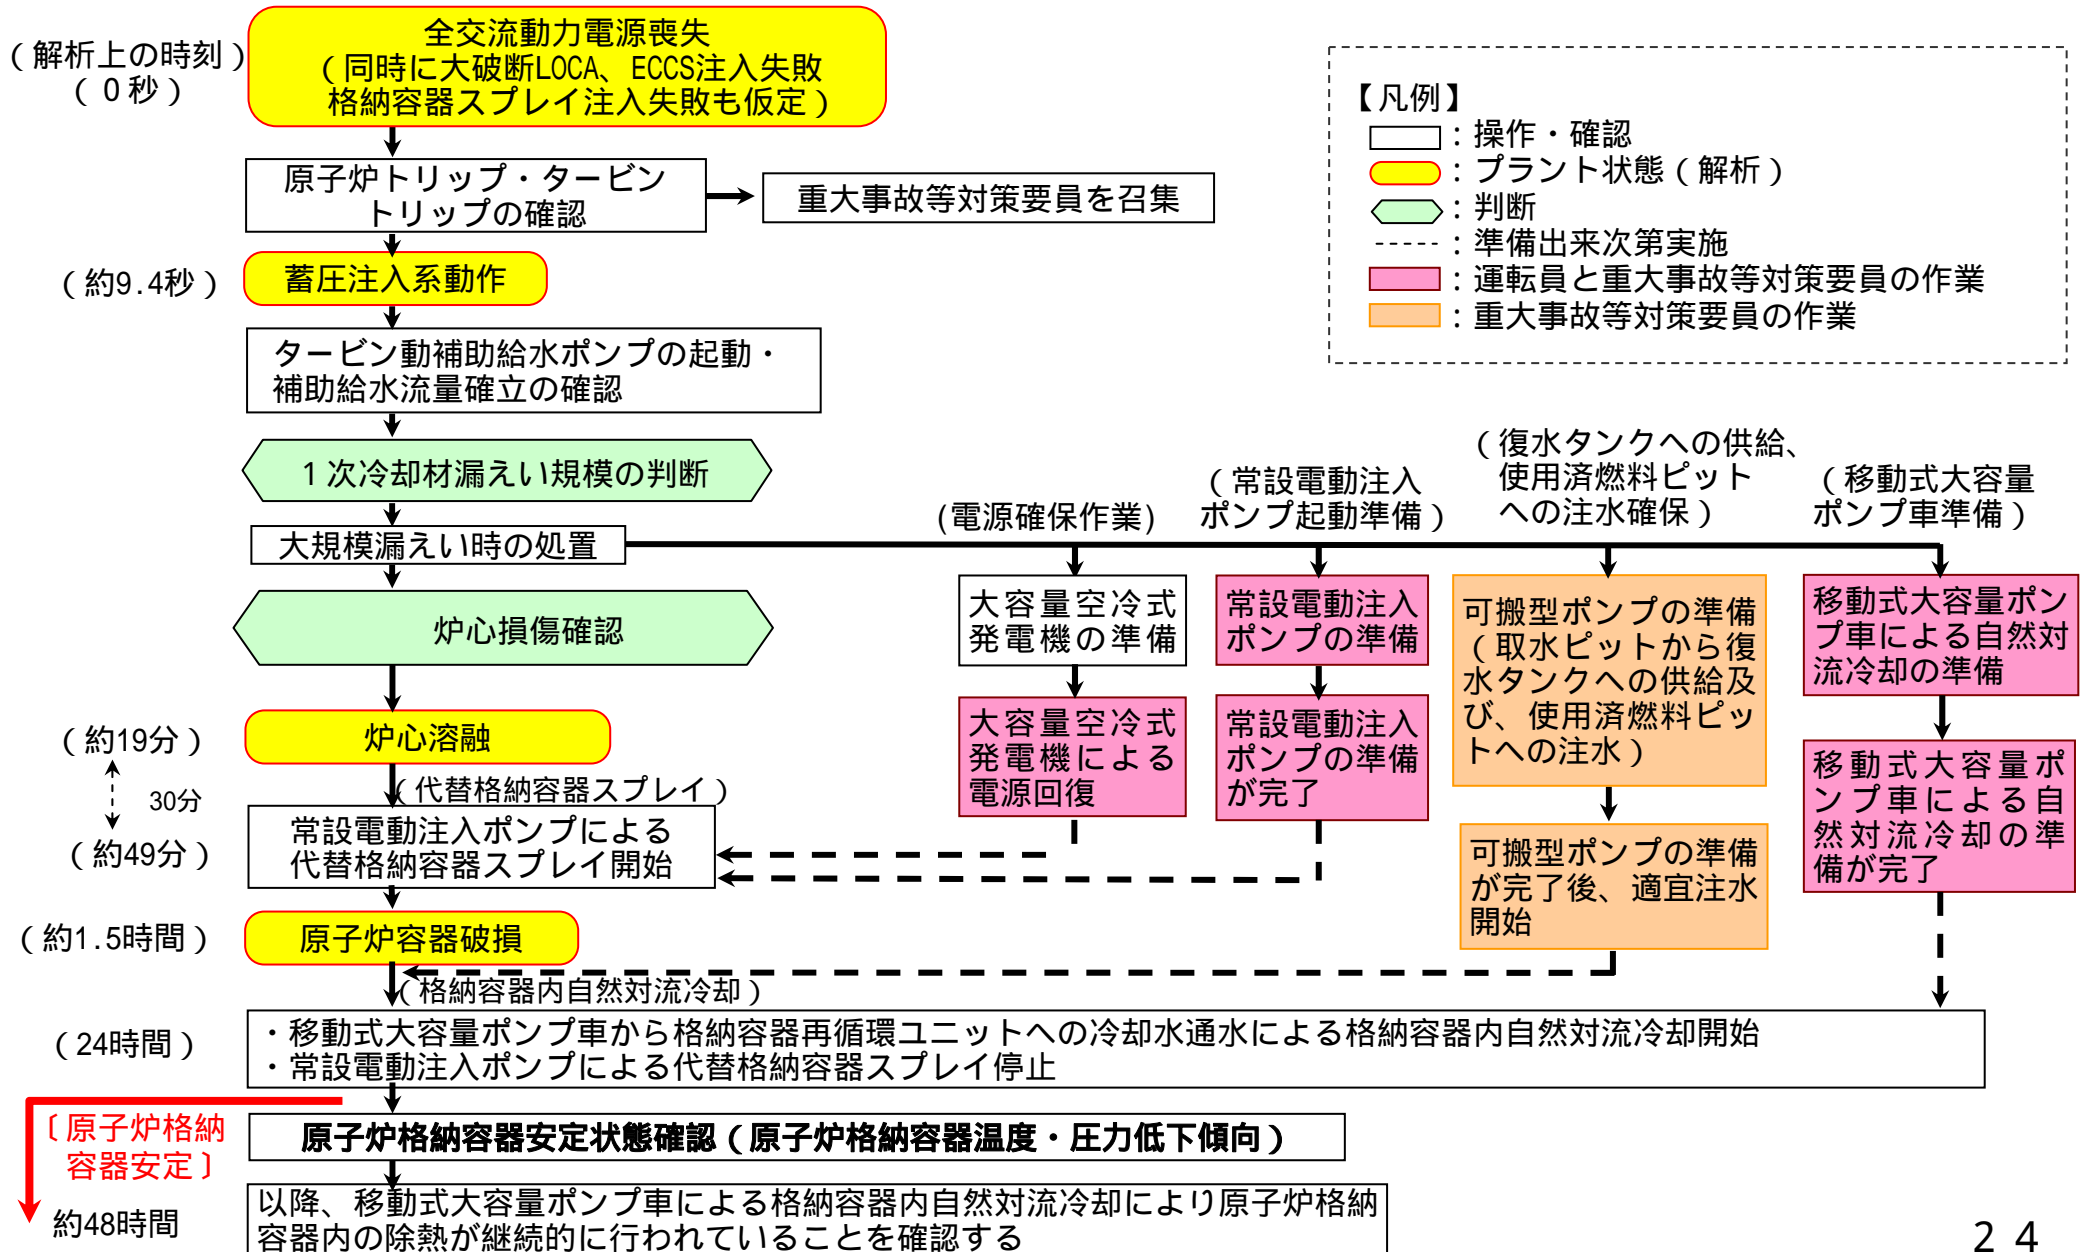 （解析上の時刻）
（０秒）
全交流動力電源喪失
（同時に大破断LOCA、ECCS注入失敗
格納容器スプレイ注入失敗も仮定）
【凡例】
：操作・確認
：プラント状態（解析）
：判断
：準備出来次第実施
：運転員と重大事故等対策要員の作業
：重大事故等対策要員の作業
原子炉トリップ・タービン
トリップの確認
重大事故等対策要員を召集
（約9.4秒）
蓄圧注入系動作
タービン動補助給水ポンプの起動・
補助給水流量確立の確認
１次冷却材漏えい規模の判断
大規模漏えい時の処置
炉心損傷確認
(電源確保作業)
（常設電動注入
ポンプ起動準備）
（復水タンクへの供給、
使用済燃料ピット
への注水確保）
（移動式大容量
ポンプ車準備）
大容量空冷式
発電機の準備
常設電動注入
ポンプの準備
可搬型ポンプの準備
（取水ピットから復
水タンクへの供給及
び、使用済燃料ピッ
トへの注水）
移動式大容量ポン
プ車による自然対
流冷却の準備
大容量空冷式
発電機による
電源回復
常設電動注入
ポンプの準備
が完了
可搬型ポンプの準備
が完了後、適宜注水
開始
移動式大容量ポ
ンプ車による自
然対流冷却の準
備が完了
（約19分）
炉心溶融
30分
（代替格納容器スプレイ）
（約49分）
常設電動注入ポンプによる
代替格納容器スプレイ開始
（約1.5時間）
原子炉容器破損
（格納容器内自然対流冷却）
（24時間）
・移動式大容量ポンプ車から格納容器再循環ユニットへの冷却水通水による格納容器内自然対流冷却開始
・常設電動注入ポンプによる代替格納容器スプレイ停止
〔原子炉格納
容器安定〕
原子炉格納容器安定状態確認（原子炉格納容器温度・圧力低下傾向）
約48時間
以降、移動式大容量ポンプ車による格納容器内自然対流冷却により原子炉格納
容器内の除熱が継続的に行われていることを確認する
２４